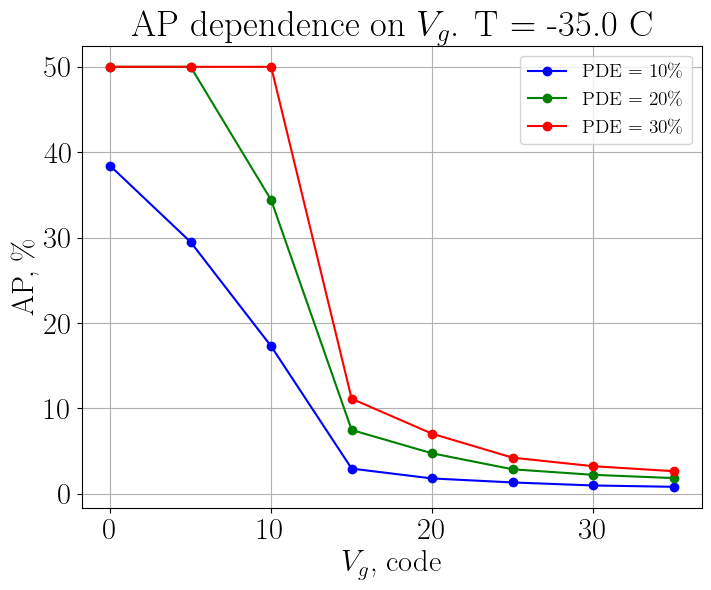 AP dependence on V_g. T = -35.0 C
PDE = 10%
PDE = 20%
PDE = 30%
AP, %
50
40
30
20
10
0
0 10 20 30
V_g, code